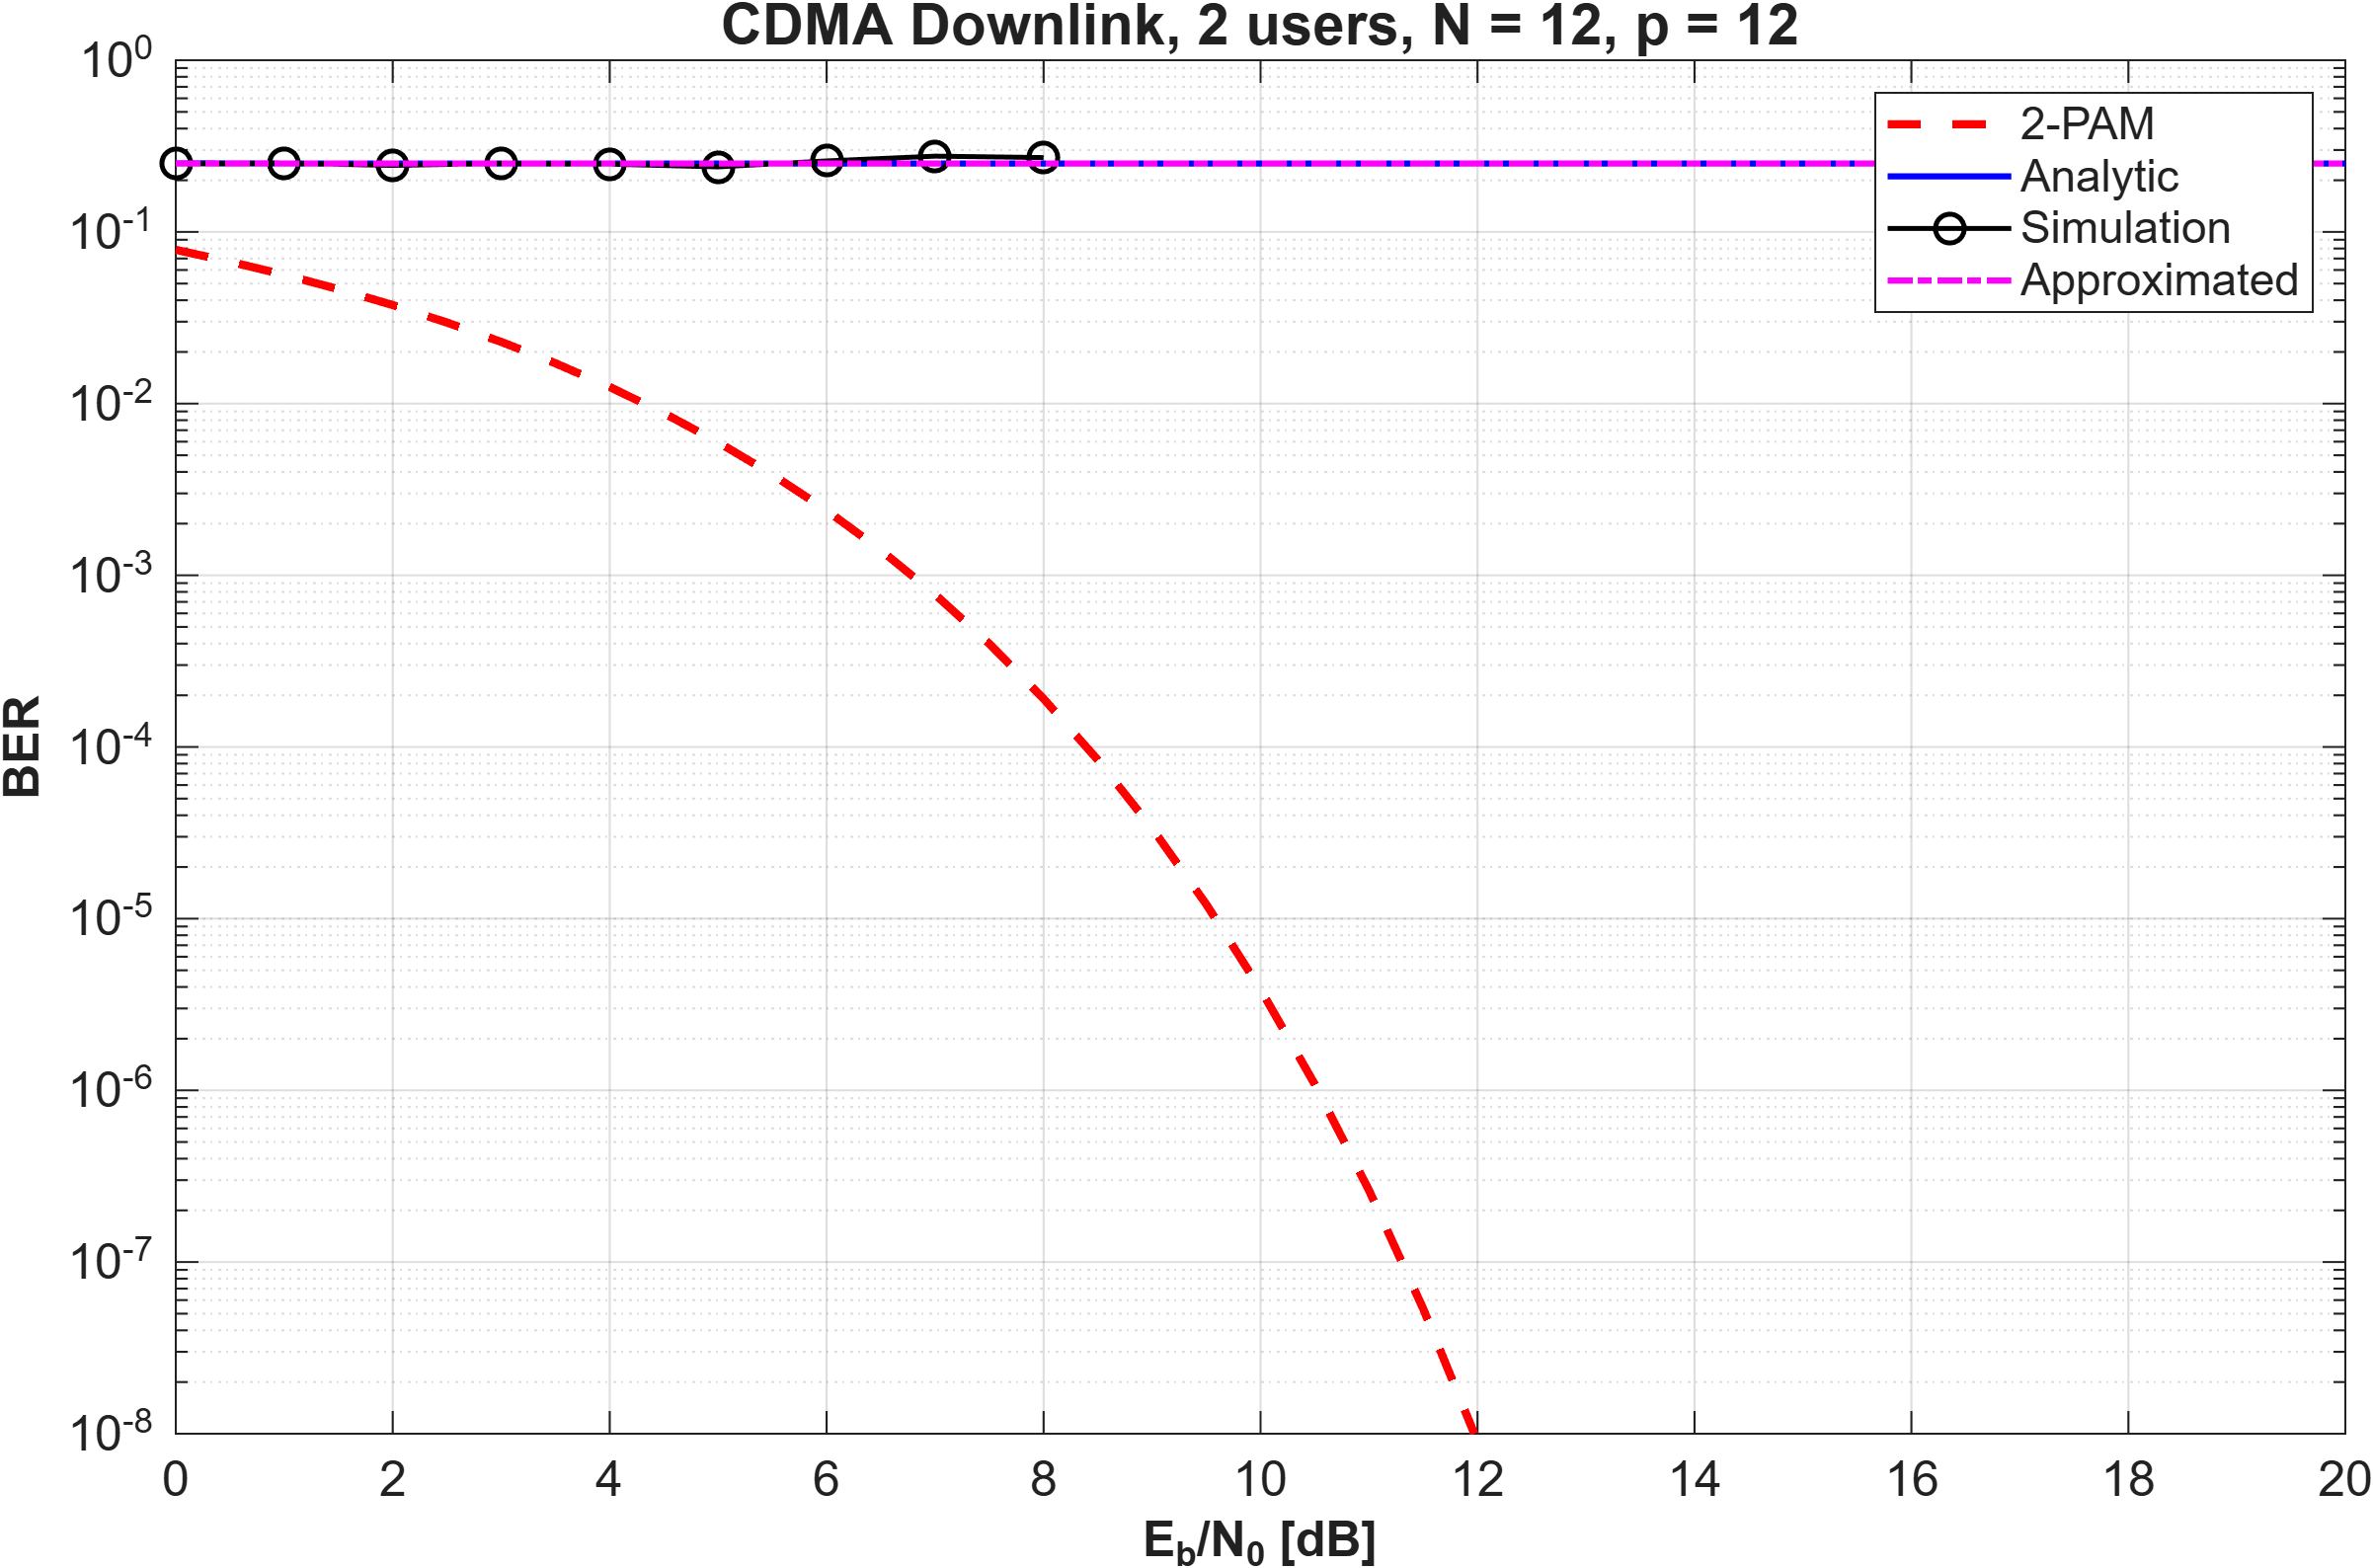 CDMA Downlink, 2 users, N = 12, p = 12
10^0
10^-1
10^-2
10^-3
10^-4
10^-5
10^-6
10^-7
10^-8
BER
2-PAM
Analytic
Simulation
Approximated
0 2 4 6 8 10 12 14 16 18 20
E_b/N_0 [dB]